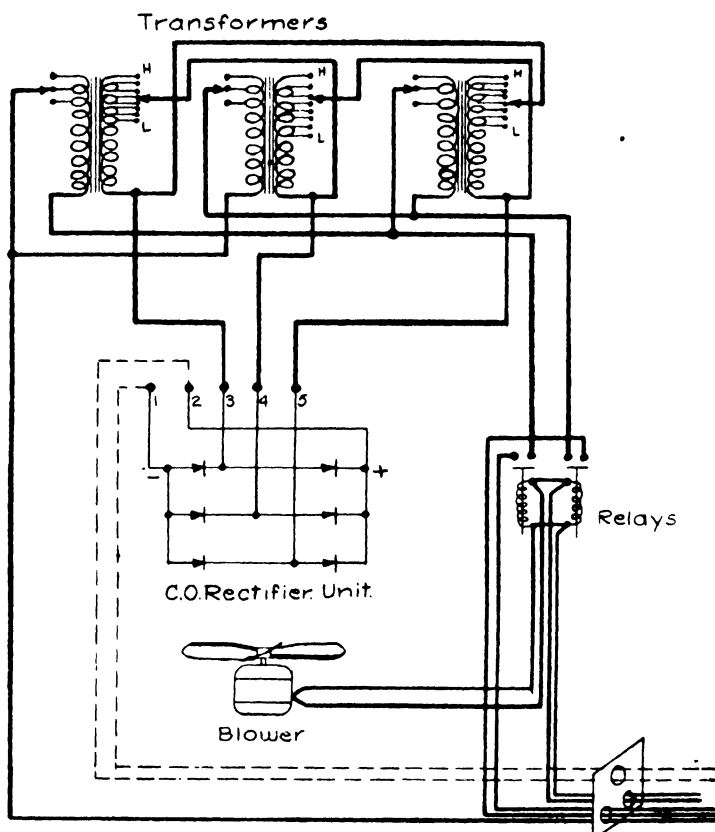 Transformers
H
L
H
L
H
L
1 2 3 4 5
- +
Relays
C.O. Rectifier. Unit.
Blower